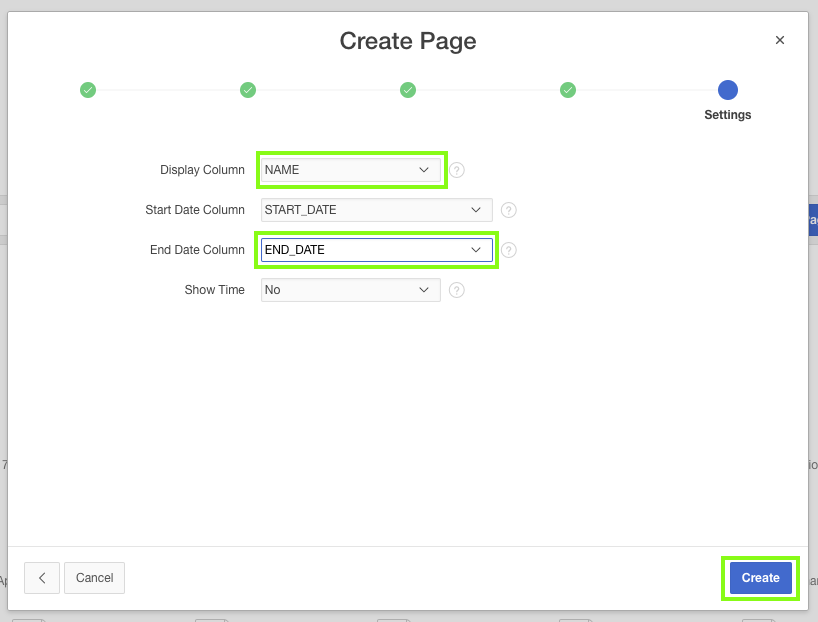 Create Page
Settings
Display Column NAME
Start Date Column START_DATE
End Date Column END_DATE
Show Time No
7
Cancel
Create